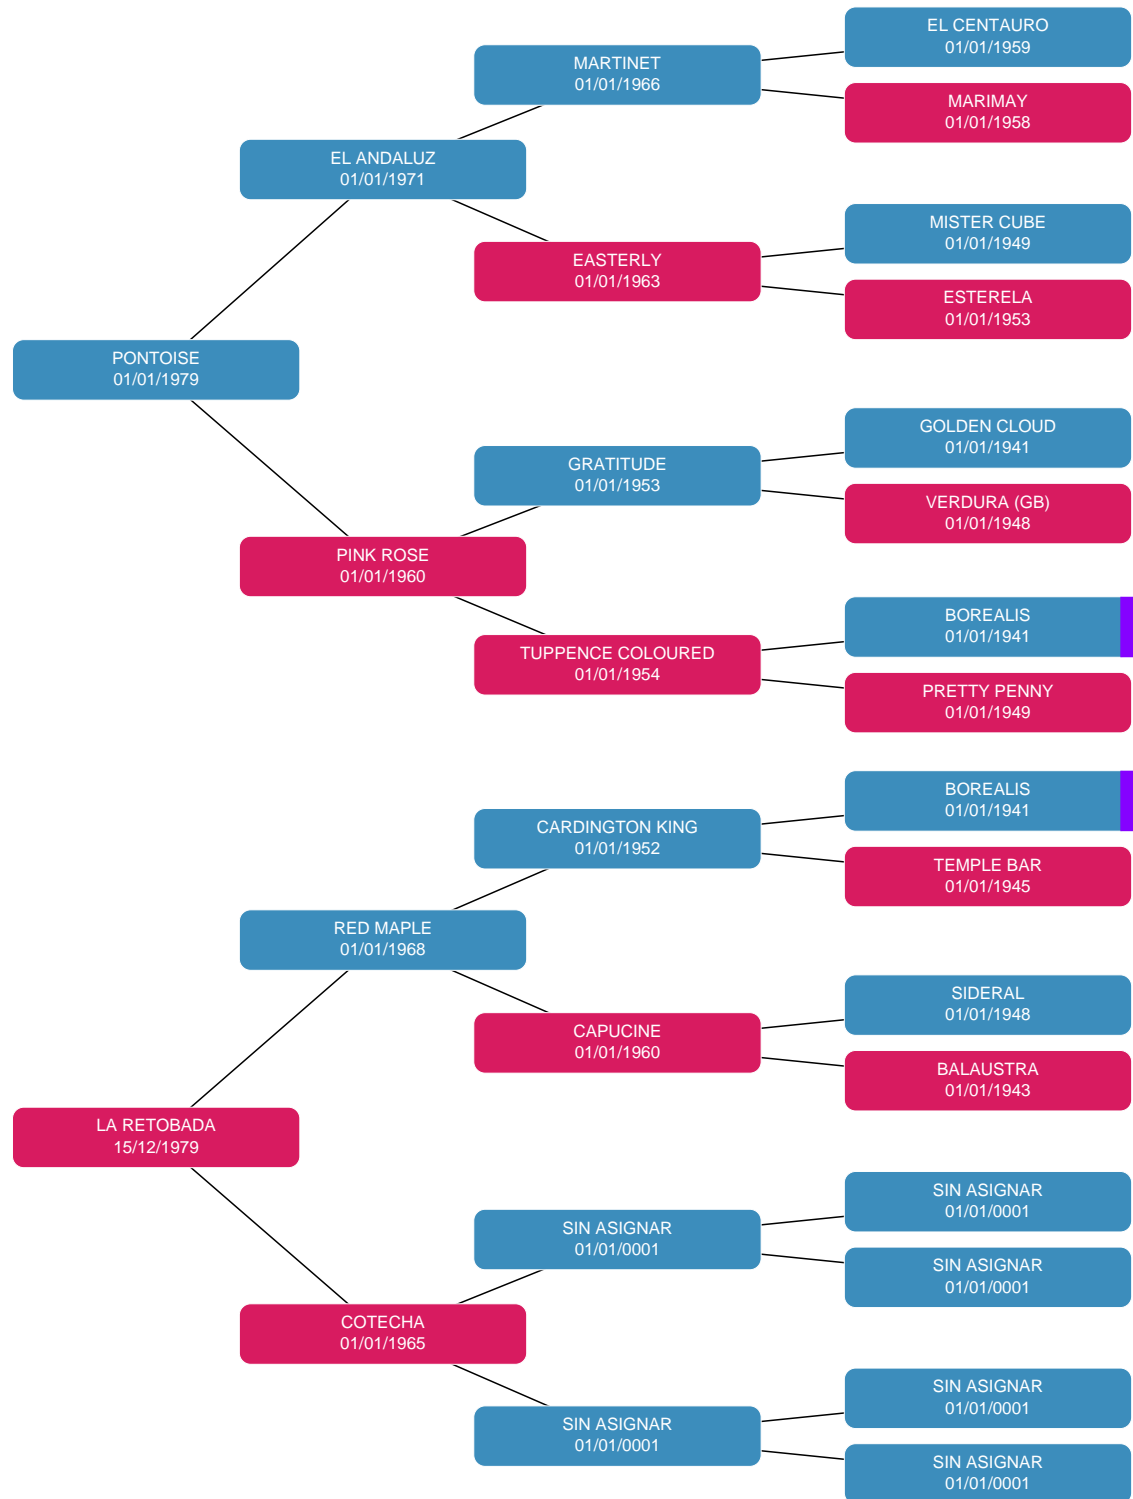 EL CENTAURO
01/01/1959
MARTINET
01/01/1966
MARIMAY
01/01/1958
EL ANDALUZ
01/01/1971
MISTER CUBE
01/01/1949
EASTERLY
01/01/1963
ESTERELA
01/01/1953
PONTOISE
01/01/1979
GOLDEN CLOUD
01/01/1941
GRATITUDE
01/01/1953
VERDURA (GB)
01/01/1948
PINK ROSE
01/01/1960
BOREALIS
01/01/1941
TUPPENCE COLOURED
01/01/1954
PRETTY PENNY
01/01/1949
BOREALIS
01/01/1941
CARDINGTON KING
01/01/1952
TEMPLE BAR
01/01/1945
RED MAPLE
01/01/1968
SIDERAL
01/01/1948
CAPUCINE
01/01/1960
BALAUSTRA
01/01/1943
LA RETOBADA
15/12/1979
SIN ASIGNAR
01/01/0001
SIN ASIGNAR
01/01/0001
SIN ASIGNAR
01/01/0001
COTECHA
01/01/1965
SIN ASIGNAR
01/01/0001
SIN ASIGNAR
01/01/0001
SIN ASIGNAR
01/01/0001